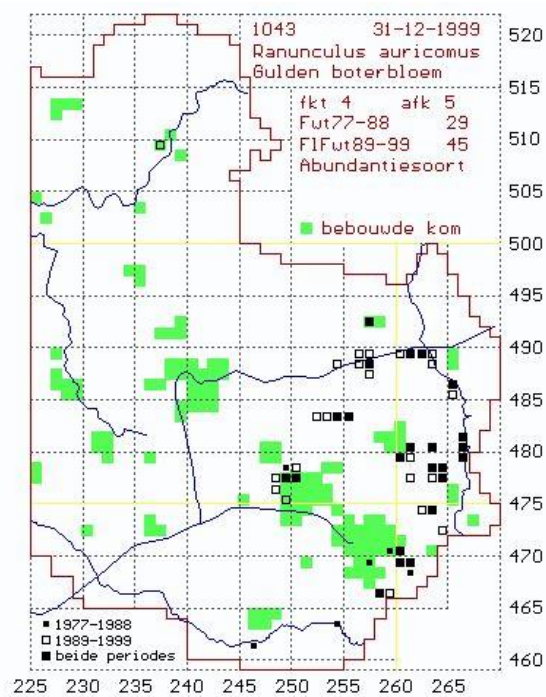 1043 31-12-1999
Ranunculus auricomus
Gulden boterbloem
fkt 4 afk 5
Fwt77-88 29
FlFwt89-99 45
Abundantiesoort
bebouwde kom
520
515
510
505
500
495
490
485
480
475
470
465
460
1977-1988
1989-1999
beide periodes
225 230 235 240 245 250 255 260 265